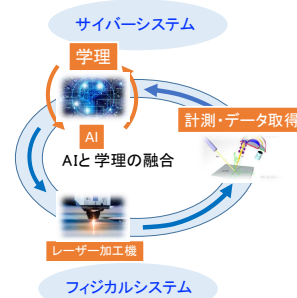 サイバーシステム
学理
AI
計測・データ取得
AIと学理の融合
レーザー加工機
フィジカルシステム